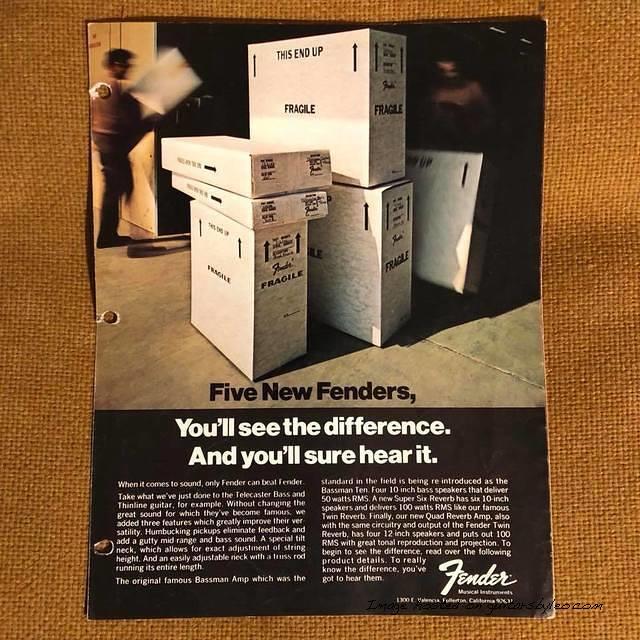 THIS END UP
FRAGILE
FRAGILE
THIS END UP
FRAGILE
Fender
FRAGILE
Fender
FRAGILE
Five New Fenders,
You'll see the difference.
And you'll sure hear it.
When it comes to sound, only Fender can beat Fender.
Take what we've just done to the Telecaster Bass and
Thinline guitar, for example. Without changing the
great sound for which they've become famous, we
added three features which greatly improve their ver-
satility. Humbucking pickups eliminate feedback and
add a gutty mid-range and bass sound. A special tilt
neck, which allows for exact adjustment of string
height. And an easily adjustable neck with a truss rod
running its entire length.
The original famous Bassman Amp which was the
standard in the field is being re-introduced as the
Bassman Ten. Four 10 inch bass speakers that deliver
50 watts RMS. A new Super Six Reverb has six 10-inch
speakers and delivers 100 watts RMS like our famous
Twin Reverb. Finally, our new Quad Reverb Amp, also
with the same circuitry and output of the Fender Twin
Reverb, has four 12 inch speakers and puts out 100
RMS with great tonal reproduction and projection. To
begin to see the difference, read over the following
product details. To really
know the difference, you've
got to hear them.
Fender
Musical Instruments
1300 E. Valencia, Fullerton, California 92631
Image hosted on guitarsbyleo.com